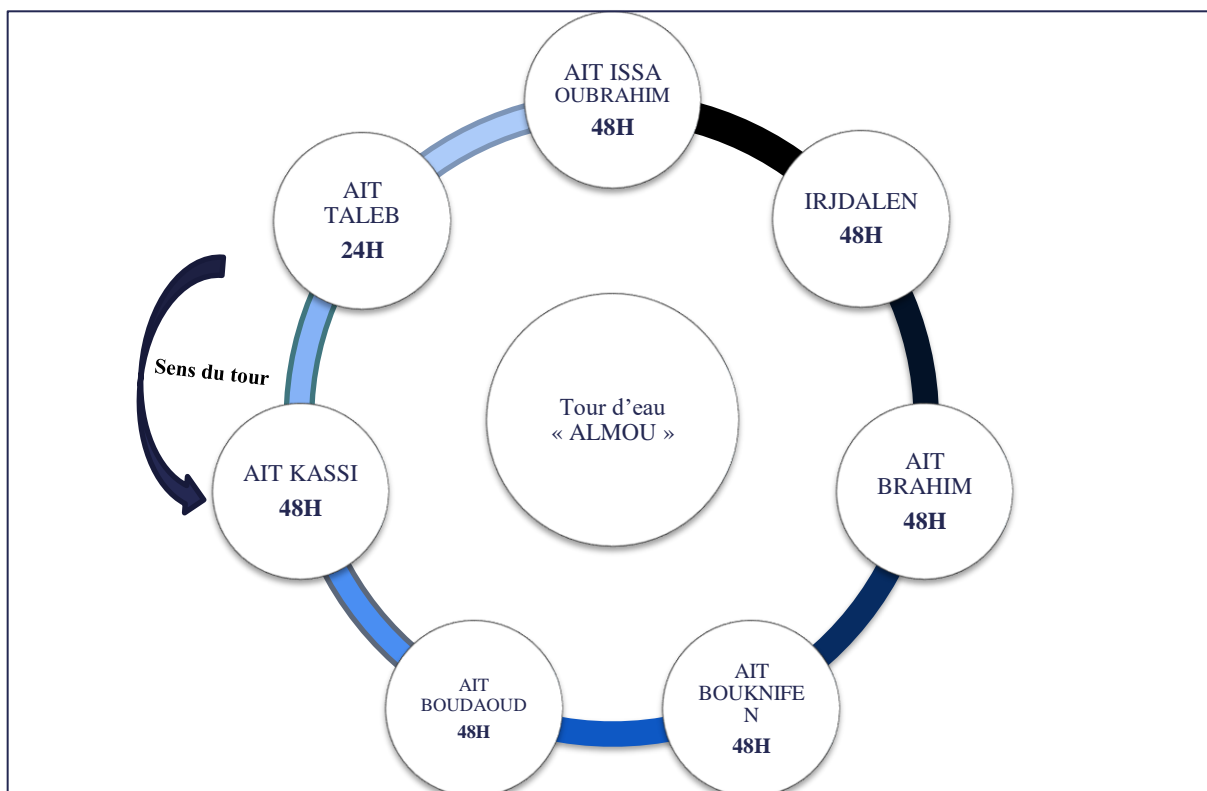 AIT ISSA
OUBRAHIM
48H
AIT
TALEB
24H
IRJDALEN
48H
Sens du tour
Tour d’eau
« ALMOU »
AIT KASSI
48H
AIT
BRAHIM
48H
AIT
BOUDAOUD
48H
AIT
BOUKNIFE
N
48H